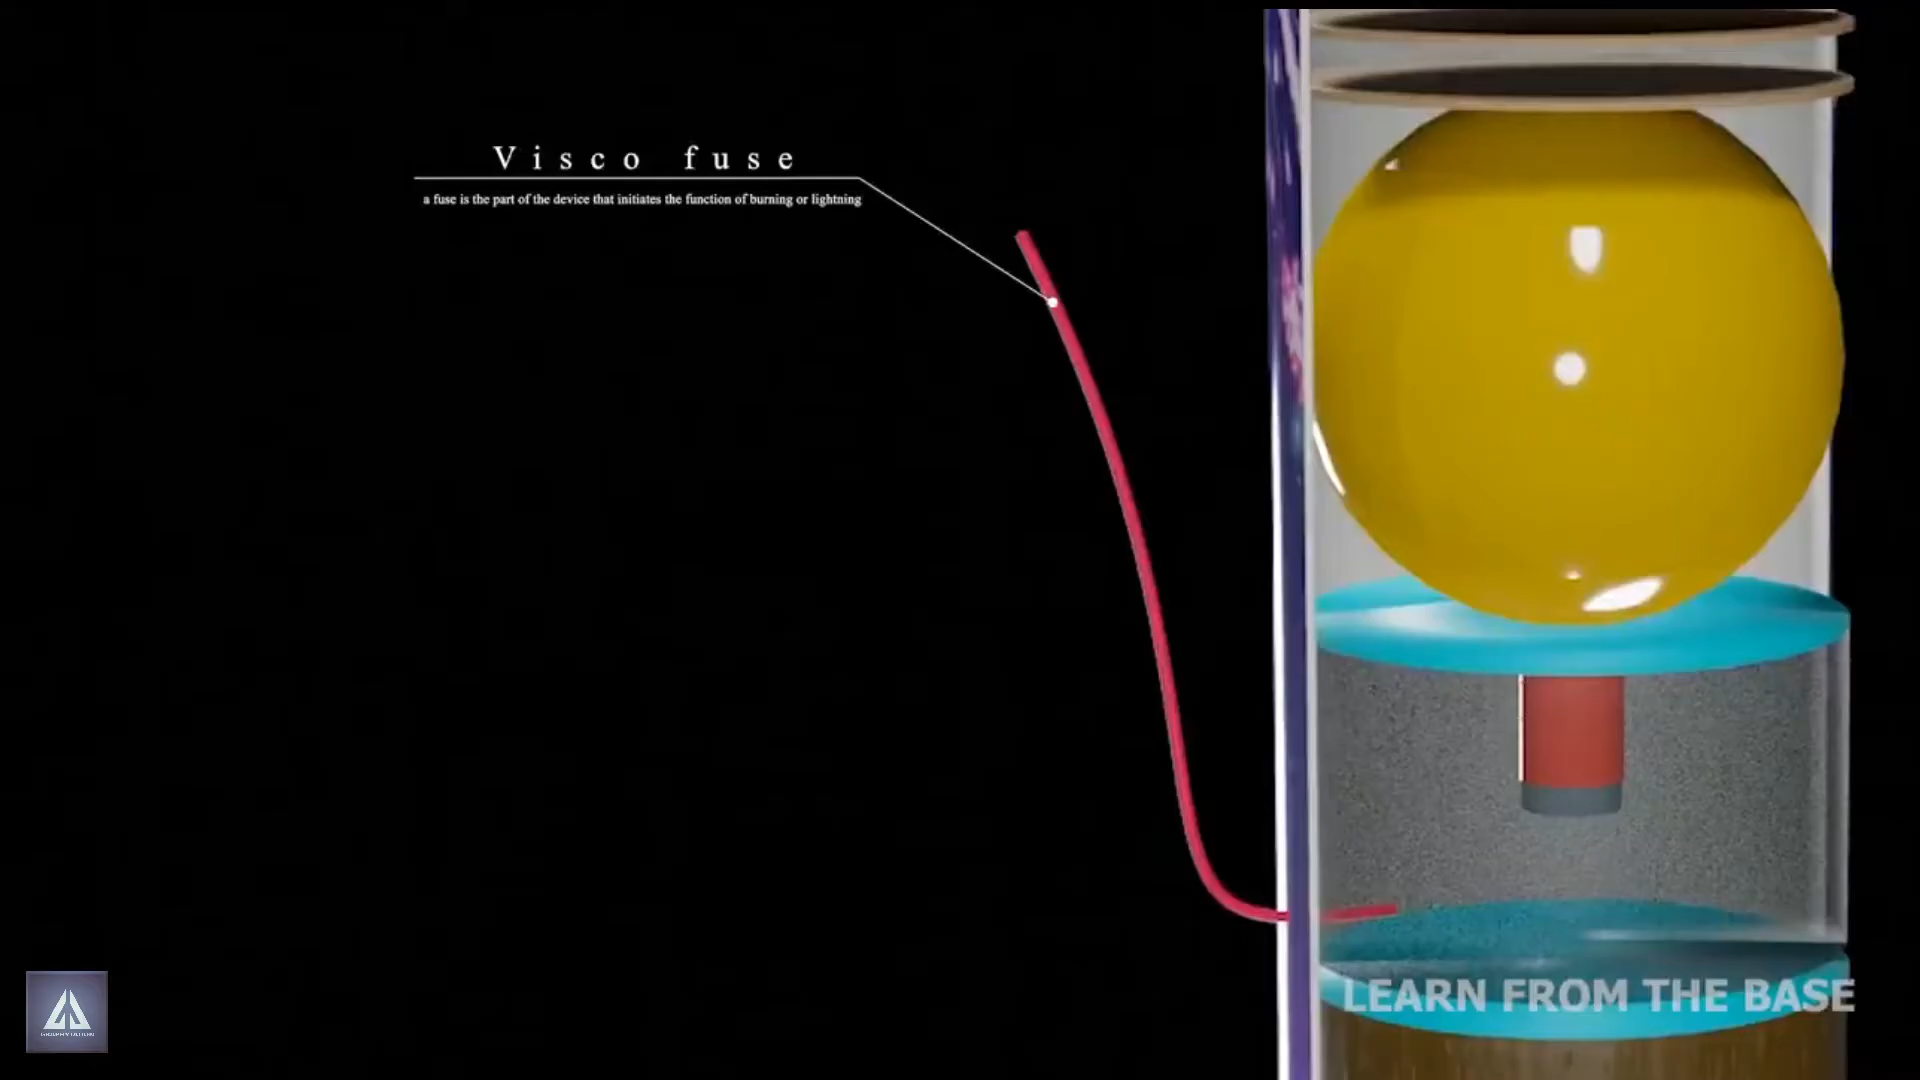 Visco fuse
a fuse is the part of the device that initiates the function of burning or lightning
LEARN FROM THE BASE